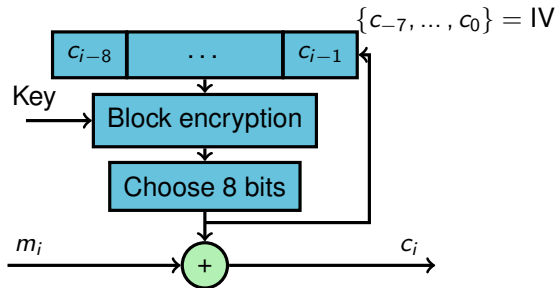 {c₋₇, …, c₀} = IV
cᵢ₋₈ … cᵢ₋₁
Key
Block encryption
Choose 8 bits
mᵢ + cᵢ